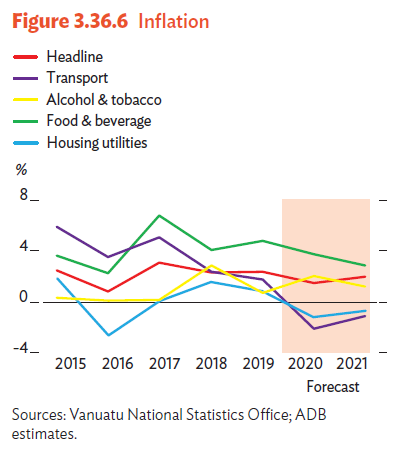 Figure 3.36.6 Inflation
Headline
Transport
Alcohol & tobacco
Food & beverage
Housing utilities
%
8
4
0
–4
2015 2016 2017 2018 2019 2020 2021
Forecast
Sources: Vanuatu National Statistics Office; ADB
estimates.